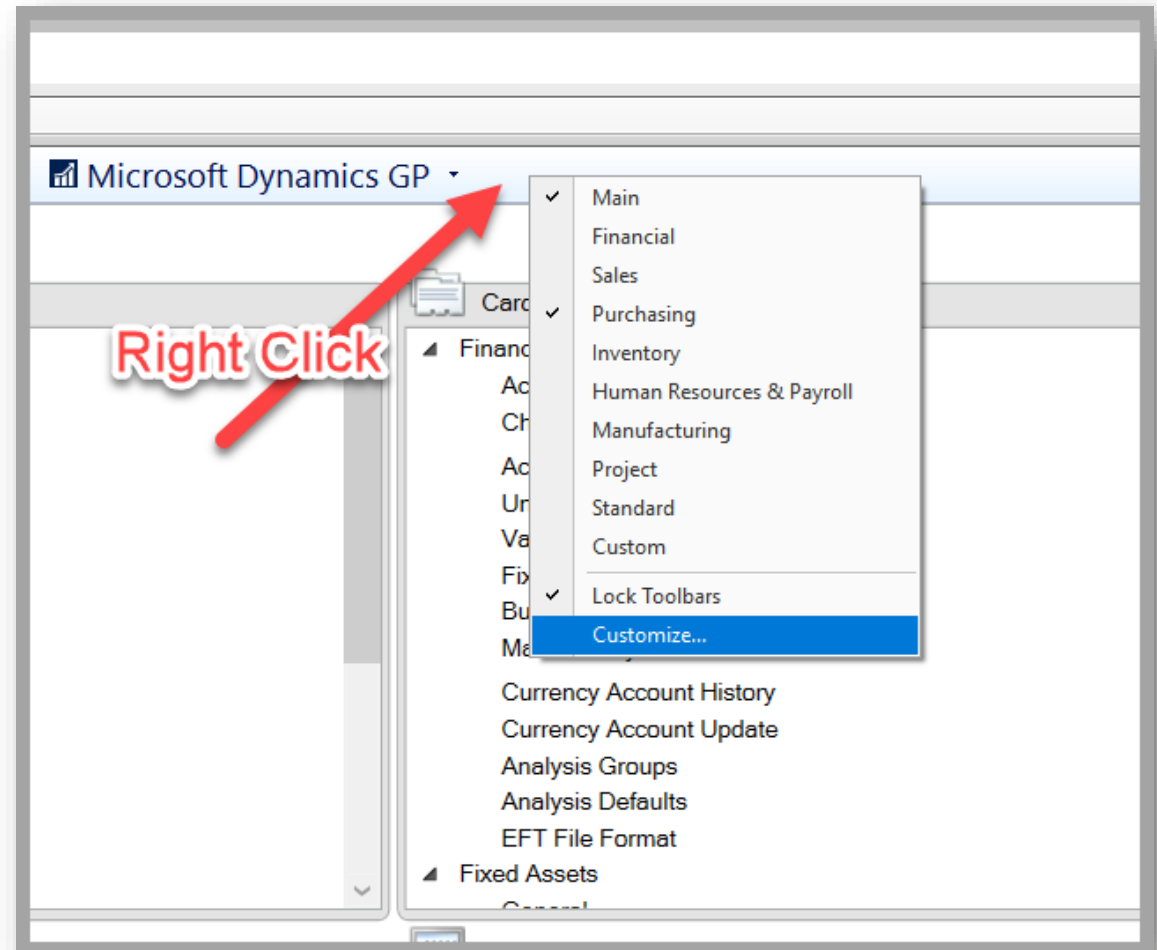 Microsoft Dynamics GP
Right Click
Main
Financial
Sales
Purchasing
Inventory
Human Resources & Payroll
Manufacturing
Project
Standard
Custom
Lock Toolbars
Customize...
Currency Account History
Currency Account Update
Analysis Groups
Analysis Defaults
EFT File Format
Fixed Assets